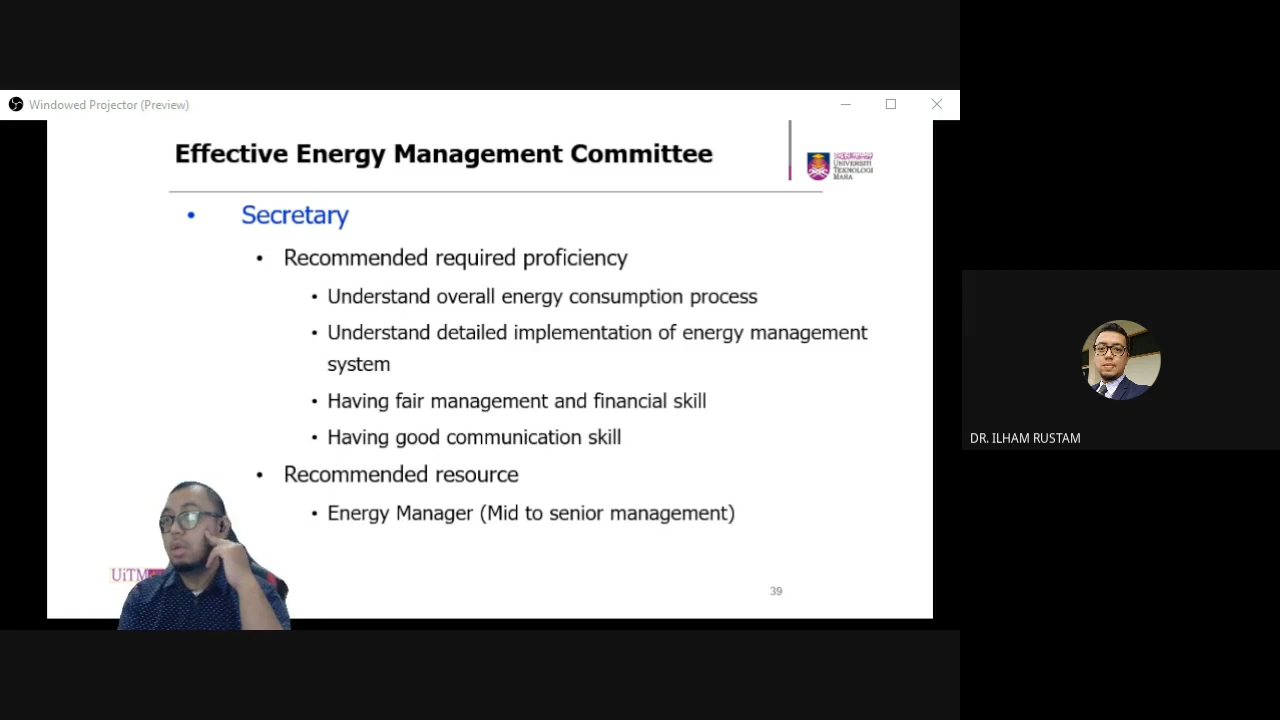 Windowed Projector (Preview)
Effective Energy Management Committee
UNIVERSITI
TEKNOLOGI
MARA
• Secretary
• Recommended required proficiency
• Understand overall energy consumption process
• Understand detailed implementation of energy management
system
• Having fair management and financial skill
• Having good communication skill
• Recommended resource
• Energy Manager (Mid to senior management)
UiTM
39
DR. ILHAM RUSTAM